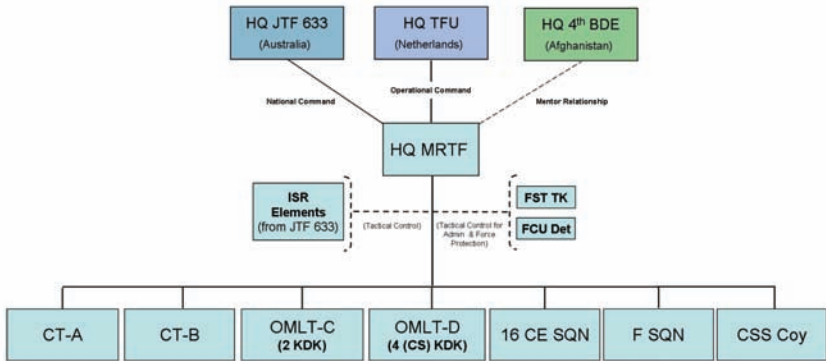 HQ JTF 633
(Australia)
HQ TFU
(Netherlands)
HQ 4th BDE
(Afghanistan)
National Command
Operational Command
Mentor Relationship
HQ MRTF
ISR
Elements
(from JTF 633)
(Tactical Control)
(Tactical Control for
Admin & Force
Protection)
FST TK
FCU Det
CT-A
CT-B
OMLT-C
(2 KDK)
OMLT-D
(4 (CS) KDK)
16 CE SQN
F SQN
CSS Coy